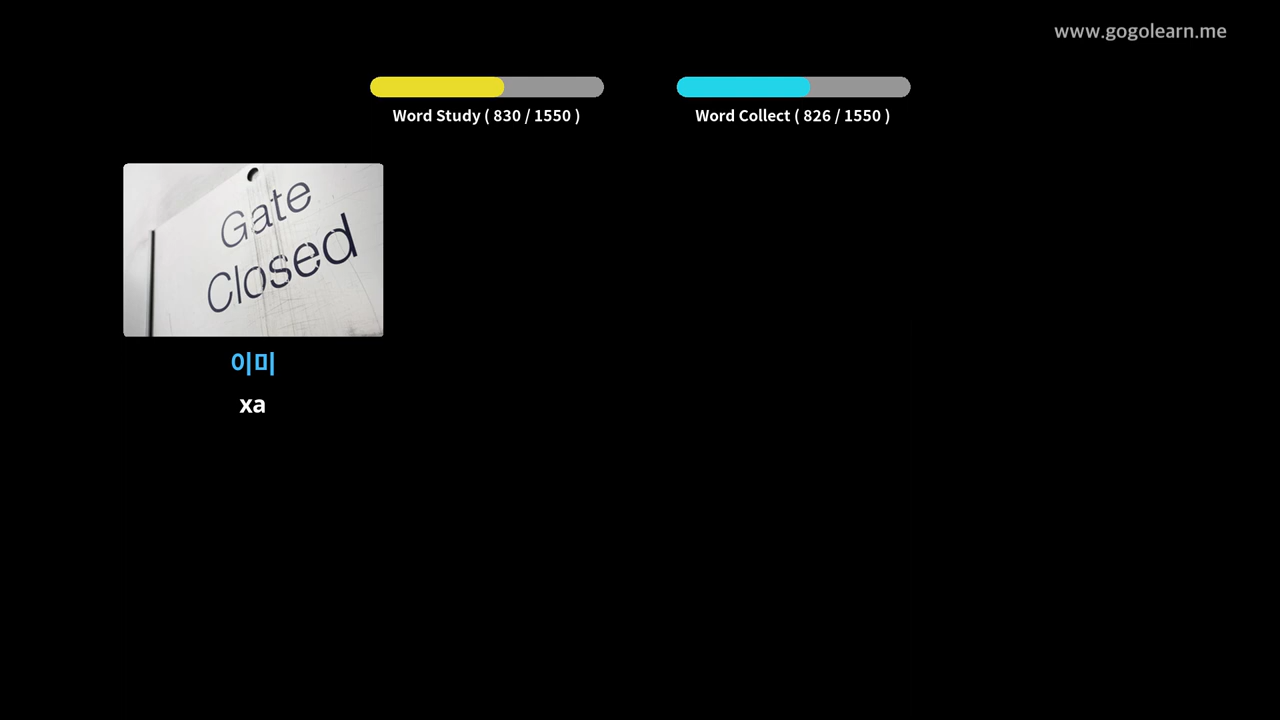 www.gogolearn.me
Word Study ( 830 / 1550 )
Word Collect ( 826 / 1550 )
Gate
Closed
이미
xa